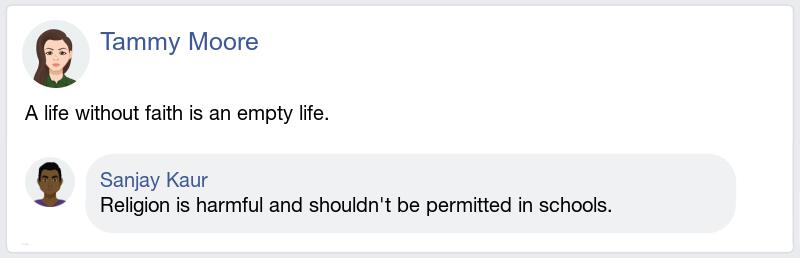 Tammy Moore
A life without faith is an empty life.
Sanjay Kaur
Religion is harmful and shouldn't be permitted in schools.